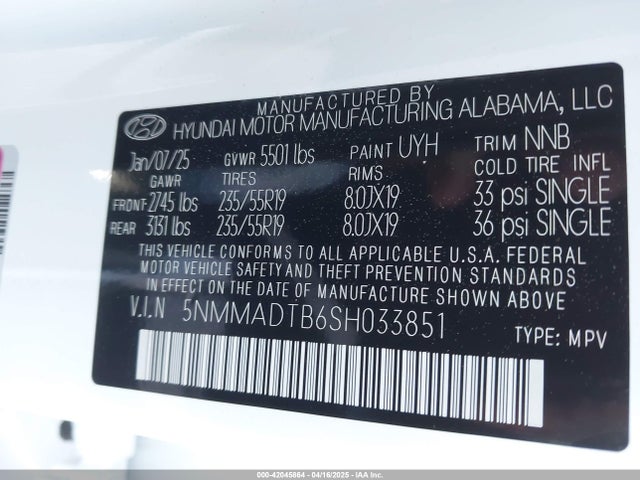 MANUFACTURED BY
HYUNDAI MOTOR MANUFACTURING ALABAMA, LLC
Jan/07/25 GVWR 5501 lbs PAINT UYH TRIM NNB
GAWR TIRES RIMS COLD TIRE INFL
FRONT 2745 lbs 235/55R19 8.0JX19 33 psi SINGLE
REAR 3131 lbs 235/55R19 8.0JX19 36 psi SINGLE
THIS VEHICLE CONFORMS TO ALL APPLICABLE U.S.A. FEDERAL
MOTOR VEHICLE SAFETY AND THEFT PREVENTION STANDARDS
IN EFFECT ON THE DATE OF MANUFACTURE SHOWN ABOVE.
V.I.N 5NMMADTB6SH033851
TYPE: MPV
000-42045864 - 04/16/2025 - IAA Inc.